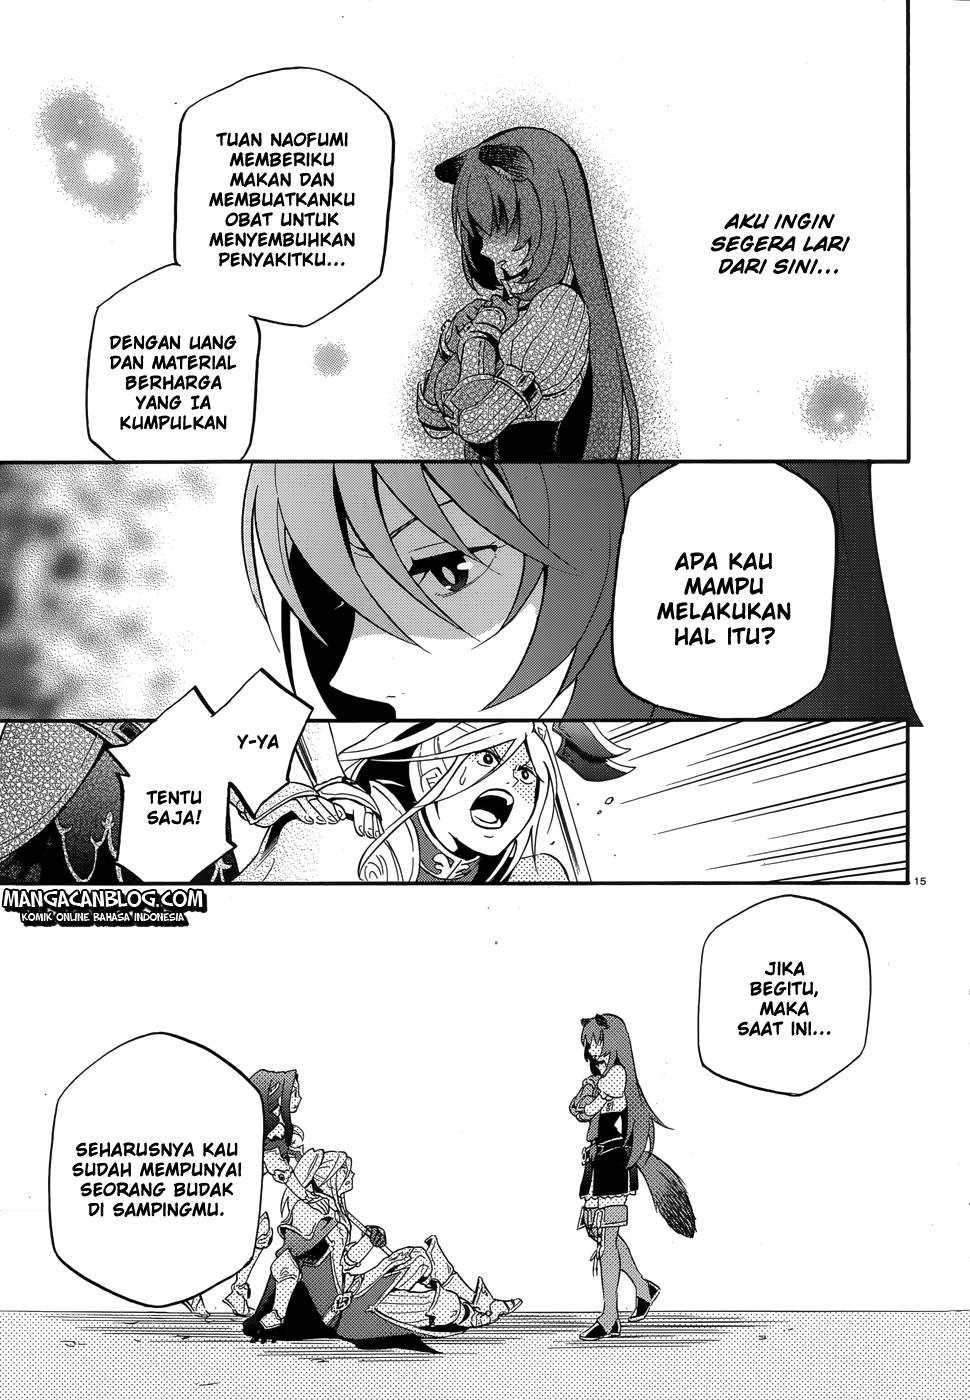 AKU INGIN
SEGERA LARI
DARI SINI...
TUAN NAOFUMI
MEMBERIKU
MAKAN DAN
MEMBUATKANKU
OBAT UNTUK
MENYEMBUHKAN
PENYAKITKU...
DENGAN UANG
DAN MATERIAL
BERHARGA
YANG IA
KUMPULKAN
APA KAU
MAMPU
MELAKUKAN
HAL ITU?
Y-YA
TENTU
SAJA!
15
MANGACANBLOG.COM
KOMIK ONLINE BAHASA INDONESIA
JIKA
BEGITU,
MAKA
SAAT INI...
SEHARUSNYA KAU
SUDAH MEMPUNYAI
SEORANG BUDAK
DI SAMPINGMU.